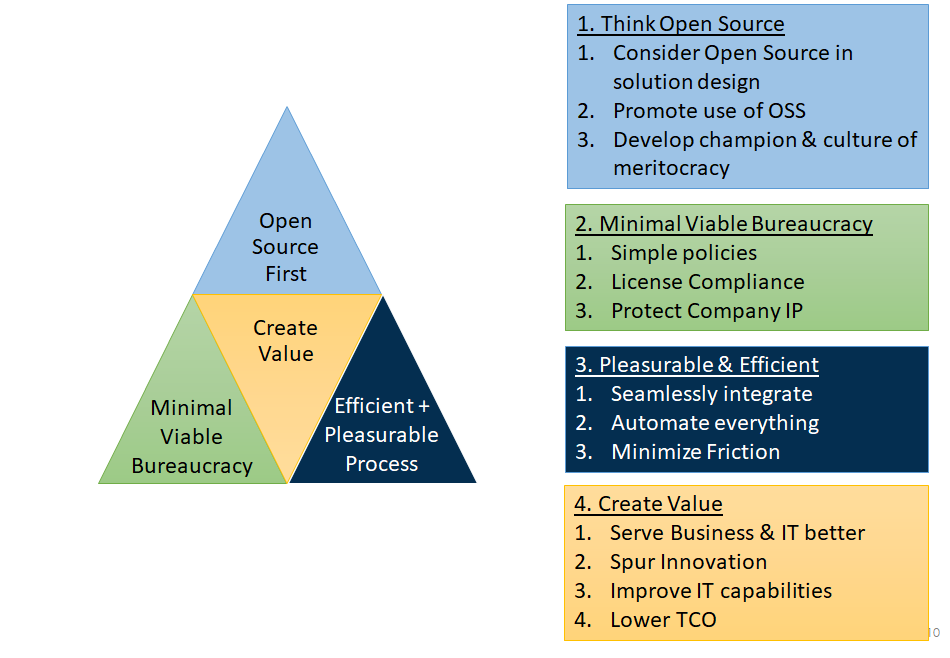 Open
Source
First
Create
Value
Minimal
Viable
Bureaucracy
Efficient +
Pleasurable
Process
1. Think Open Source
1. Consider Open Source in
solution design
2. Promote use of OSS
3. Develop champion & culture of
meritocracy
2. Minimal Viable Bureaucracy
1. Simple policies
2. License Compliance
3. Protect Company IP
3. Pleasurable & Efficient
1. Seamlessly integrate
2. Automate everything
3. Minimize Friction
4. Create Value
1. Serve Business & IT better
2. Spur Innovation
3. Improve IT capabilities
4. Lower TCO
10